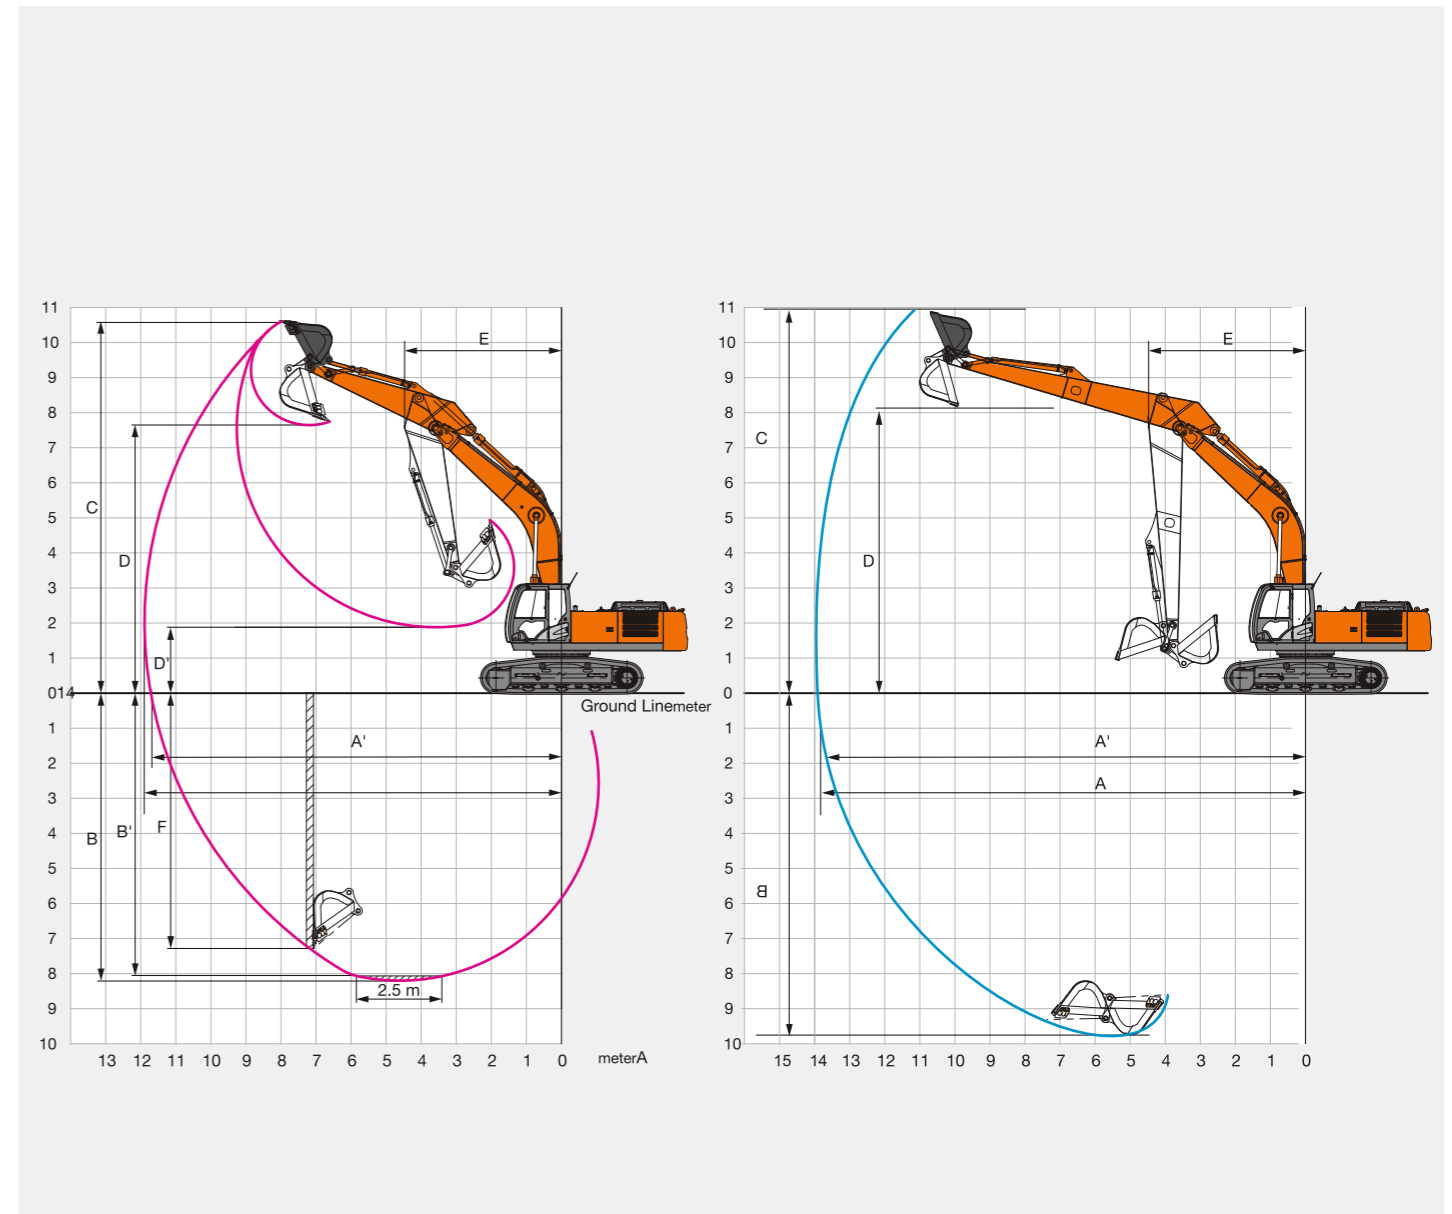 11 11
10 E 10 E
9 9
8 8
7 7 C
6 6
C 5 5
4 D 4 D
3 3
2 2
1 D' 1
014 0
Ground Linemeter
1 A' 1 A'
2 2
3 3 A
B B' F 4 4
5 5
6 6 B
7 7
8 8
2.5 m
9 9
10 10
13 12 11 10 9 8 7 6 5 4 3 2 1 0 meterA 15 14 13 12 11 10 9 8 7 6 5 4 3 2 1 0